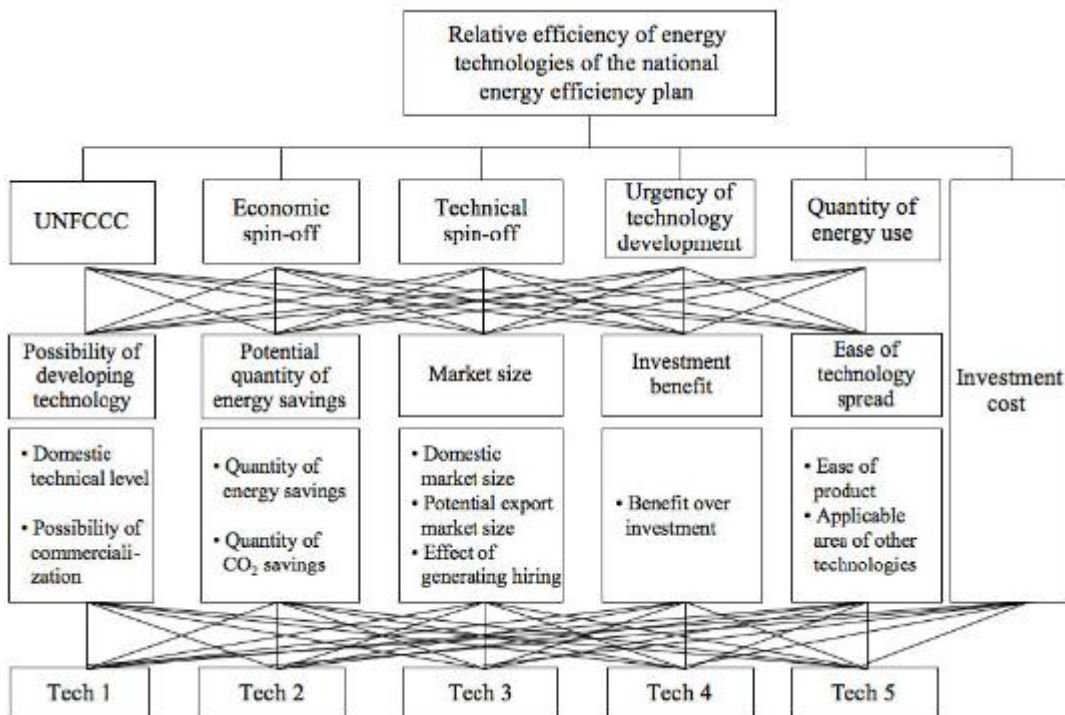 Relative efficiency of energy
technologies of the national
energy efficiency plan
UNFCCC
Economic
spin-off
Technical
spin-off
Urgency of
technology
development
Quantity of
energy use
Possibility of
developing
technology
Potential
quantity of
energy savings
Market size
Investment
benefit
Ease of
technology
spread
Investment
cost
• Domestic
technical level
• Possibility of
commerciali-
zation
• Quantity of
energy savings
• Quantity of
CO₂ savings
• Domestic
market size
• Potential export
market size
• Effect of
generating hiring
• Benefit over
investment
• Ease of
product
• Applicable
area of other
technologies
Tech 1
Tech 2
Tech 3
Tech 4
Tech 5